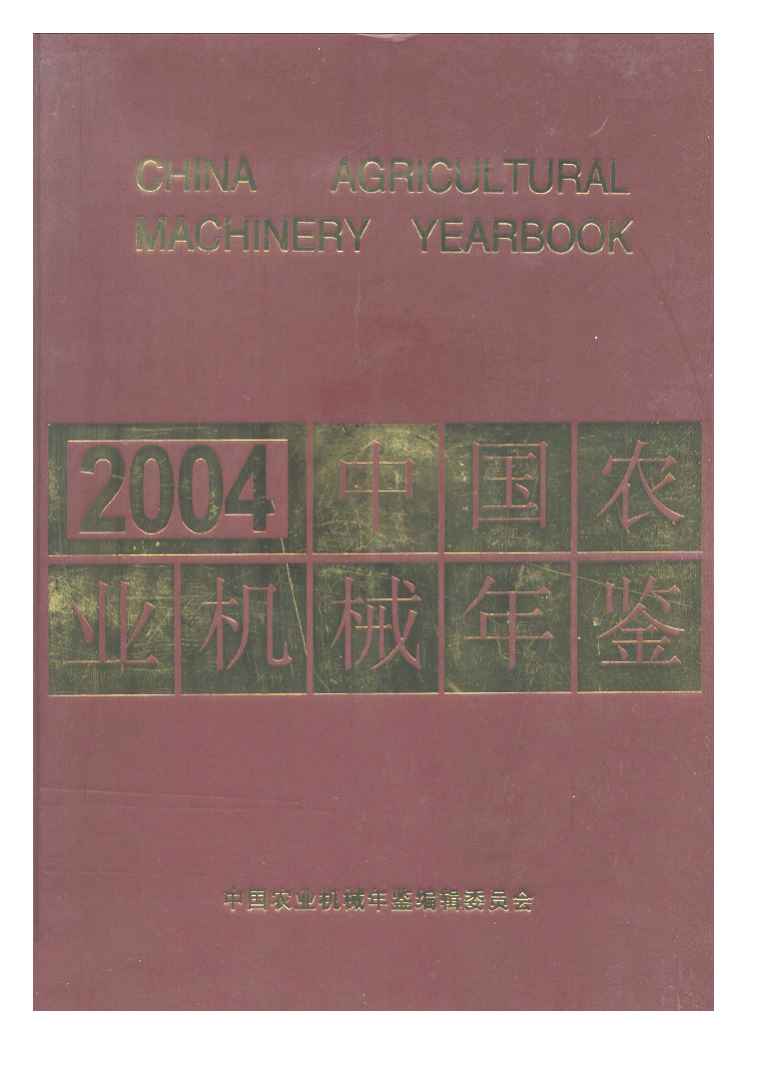 CHINA AGRICULTURAL
MACHINERY YEARBOOK
2004 中国农
业机械年鉴
中国农业机械年鉴编辑委员会